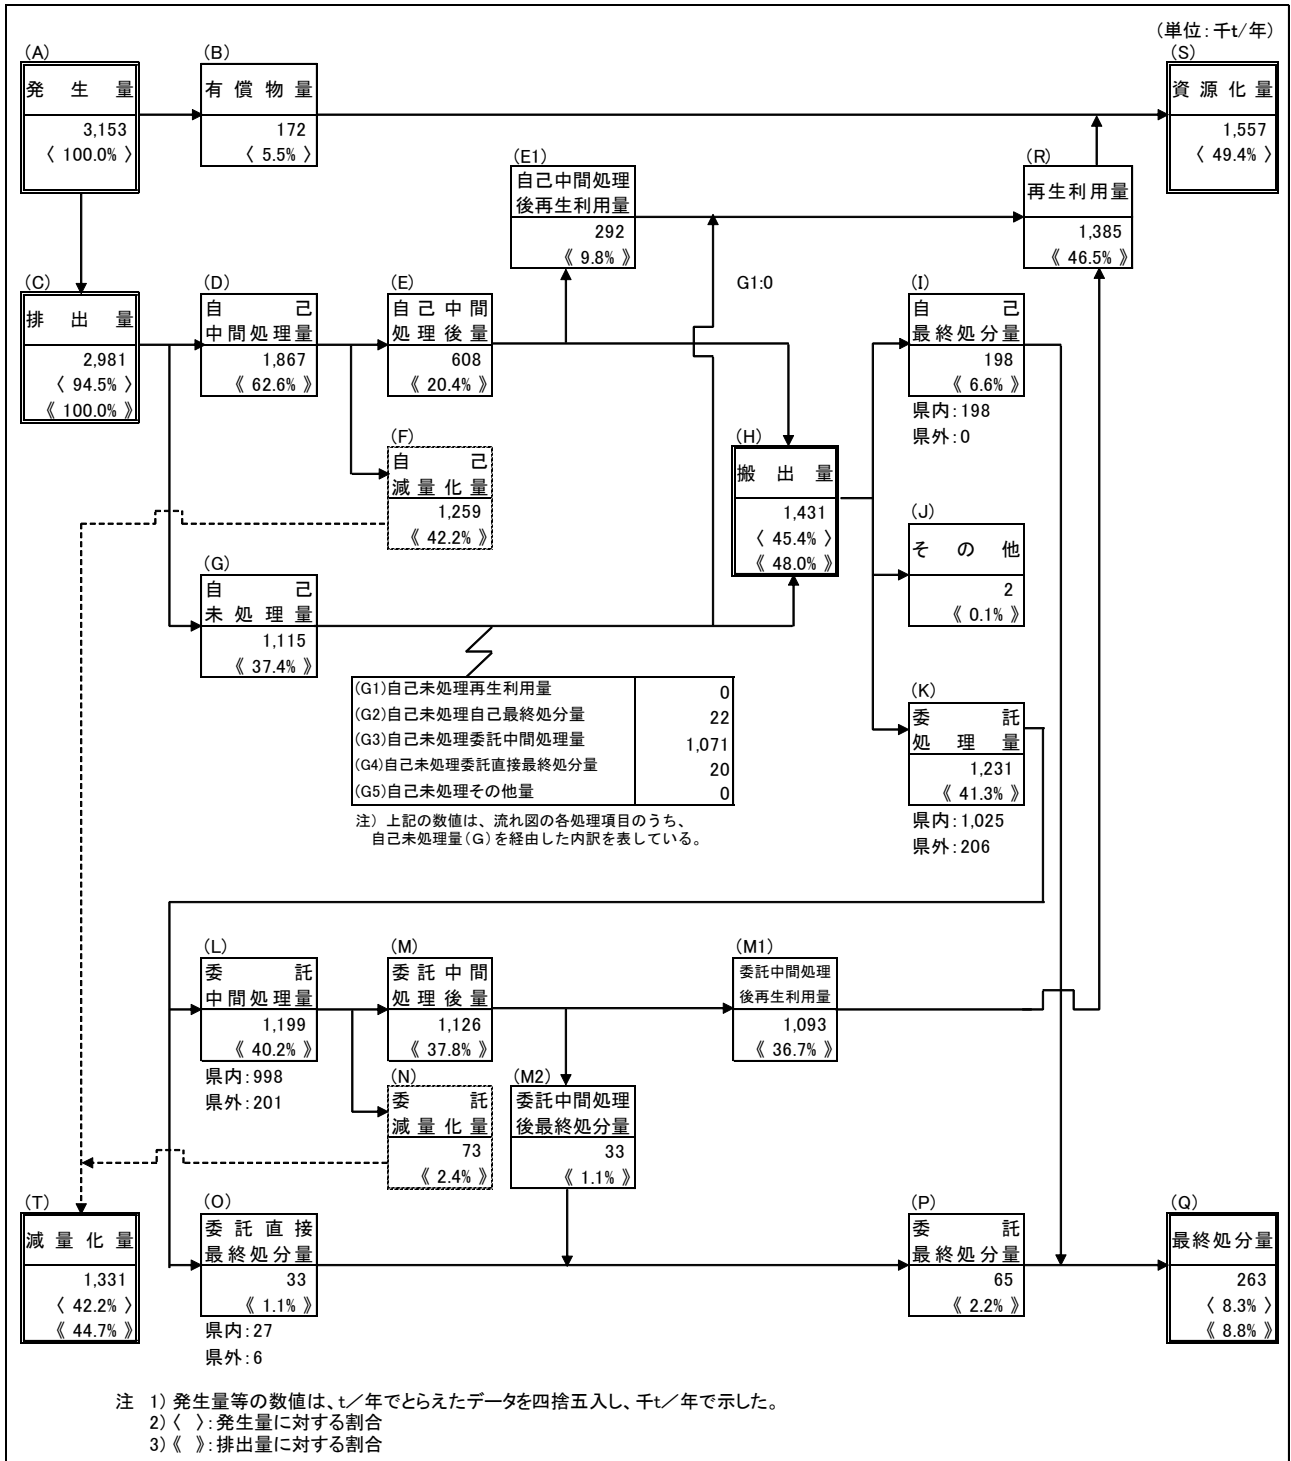 (単位:千t/年)
(A)
発生量
3,153
〈 100.0% 〉
(B)
有償物量
172
〈 5.5% 〉
(S)
資源化量
1,557
〈 49.4% 〉
(E1)
自己中間処理
後再生利用量
292
《 9.8% 》
(R)
再生利用量
1,385
《 46.5% 》
G1:0
(C)
排出量
2,981
〈 94.5% 〉
《 100.0% 》
(D)
自己
中間処理量
1,867
《 62.6% 》
(E)
自己中間
処理後量
608
《 20.4% 》
(I)
自己
最終処分量
198
《 6.6% 》
県内:198
県外:0
(F)
自己
減量化量
1,259
《 42.2% 》
(H)
搬出量
1,431
〈 45.4% 〉
《 48.0% 》
(J)
その他
2
《 0.1% 》
(G)
自己
未処理量
1,115
《 37.4% 》
(G1)自己未処理再生利用量 0
(G2)自己未処理自己最終処分量 22
(G3)自己未処理委託中間処理量 1,071
(G4)自己未処理委託直接最終処分量 20
(G5)自己未処理その他量 0
注) 上記の数値は、流れ図の各処理項目のうち、
自己未処理量(G)を経由した内訳を表している。
(K)
委託
処理量
1,231
《 41.3% 》
県内:1,025
県外:206
(L)
委託
中間処理量
1,199
《 40.2% 》
県内:998
県外:201
(M)
委託中間
処理後量
1,126
《 37.8% 》
(M1)
委託中間処理
後再生利用量
1,093
《 36.7% 》
(N)
委託
減量化量
73
《 2.4% 》
(M2)
委託中間処理
後最終処分量
33
《 1.1% 》
(T)
減量化量
1,331
〈 42.2% 〉
《 44.7% 》
(O)
委託直接
最終処分量
33
《 1.1% 》
県内:27
県外:6
(P)
委託
最終処分量
65
《 2.2% 》
(Q)
最終処分量
263
〈 8.3% 〉
《 8.8% 》
注 1) 発生量等の数値は、t/年でとらえたデータを四捨五入し、千t/年で示した。
2)〈 〉:発生量に対する割合
3)《 》:排出量に対する割合